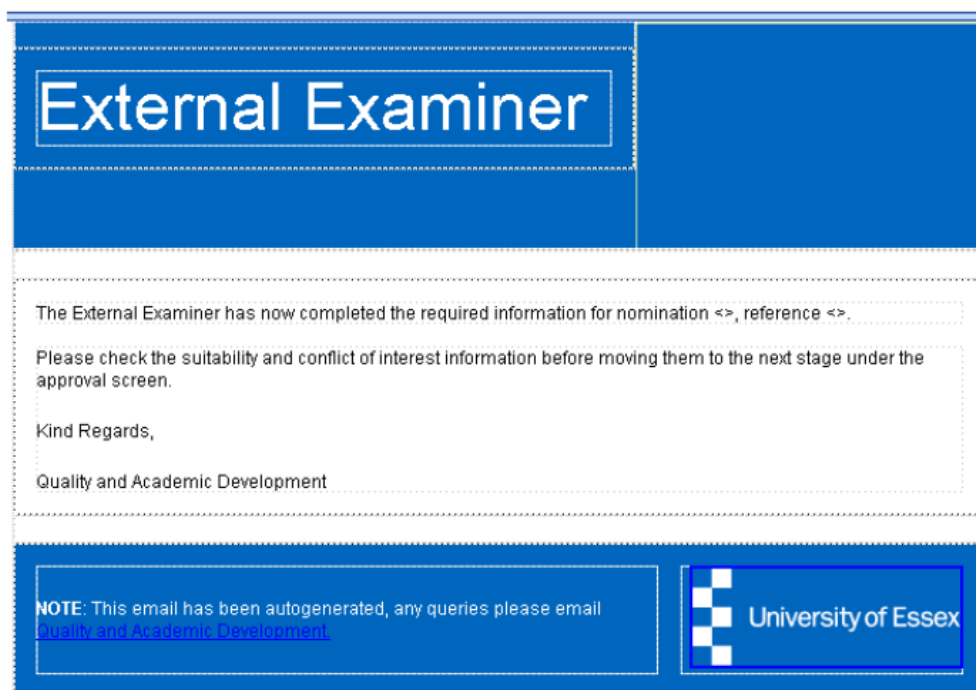 External Examiner
The External Examiner has now completed the required information for nomination <>, reference <>.
Please check the suitability and conflict of interest information before moving them to the next stage under the
approval screen.
Kind Regards,
Quality and Academic Development
NOTE: This email has been autogenerated, any queries please email
Quality and Academic Development.
University of Essex